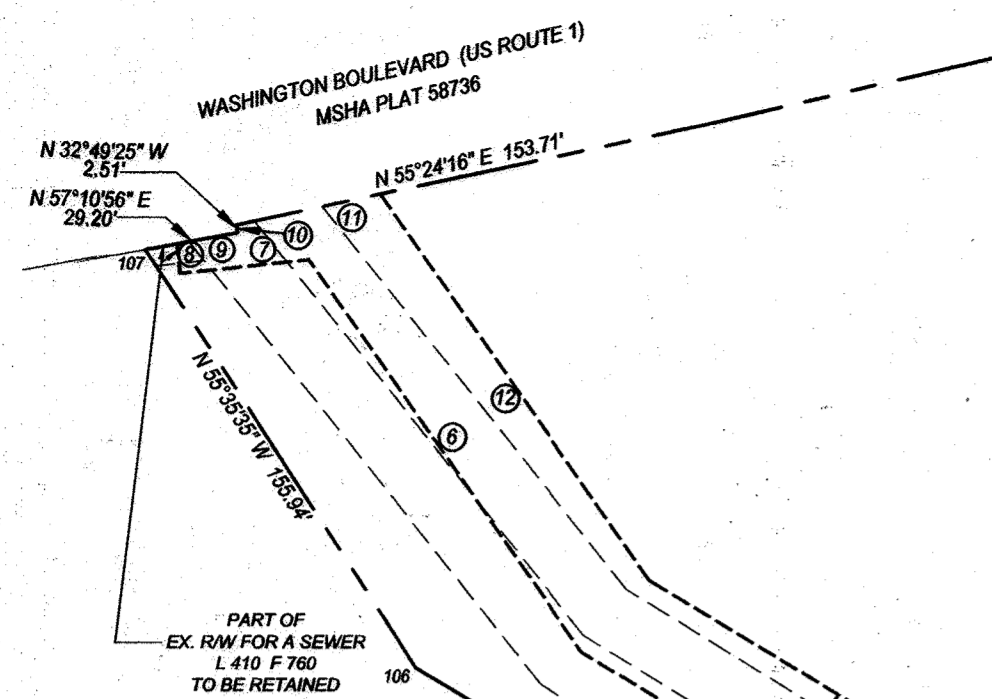 WASHINGTON BOULEVARD (US ROUTE 1)
MSHA PLAT 58736
N 32°49'25" W
2.51'
N 57°10'56" E
29.20'
N 55°24'16" E 153.71'
107
8
9
7
10
11
N 55°35'35" W 155.94'
12
6
PART OF
EX. R/W FOR A SEWER
L 410 F 760
TO BE RETAINED
106